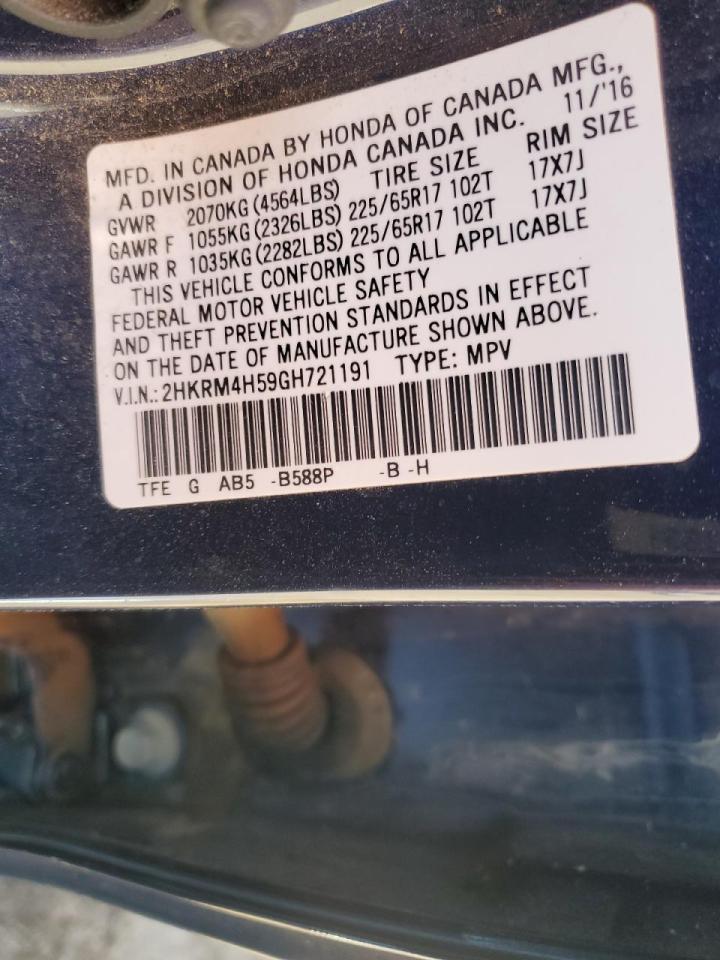 MFD. IN CANADA BY HONDA OF CANADA MFG.,
A DIVISION OF HONDA CANADA INC. 11/'16
GVWR 2070KG(4564LBS) TIRE SIZE RIM SIZE
GAWR F 1055KG(2326LBS) 225/65R17 102T 17X7J
GAWR R 1035KG(2282LBS) 225/65R17 102T 17X7J
THIS VEHICLE CONFORMS TO ALL APPLICABLE
FEDERAL MOTOR VEHICLE SAFETY
AND THEFT PREVENTION STANDARDS IN EFFECT
ON THE DATE OF MANUFACTURE SHOWN ABOVE.
V.I.N.: 2HKRM4H59GH721191 TYPE: MPV
TFE G AB5 -B588P -B -H